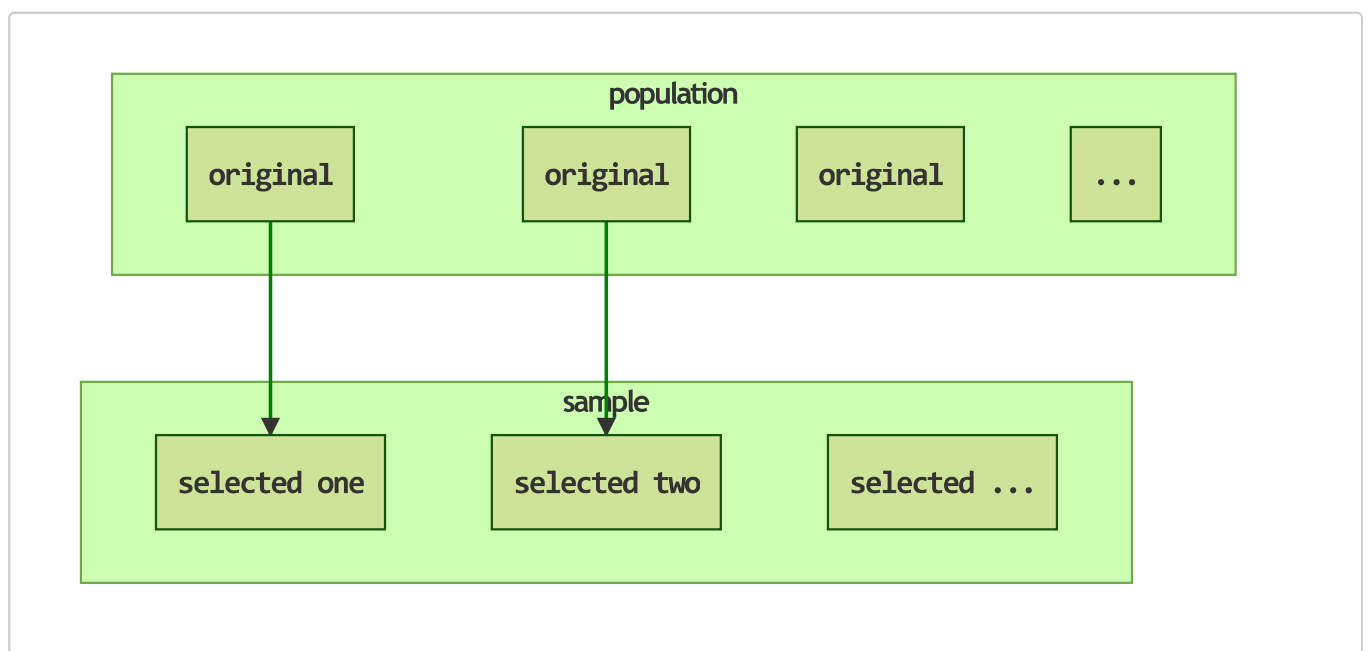 population
original
original
original
...
sample
selected one
selected two
selected ...